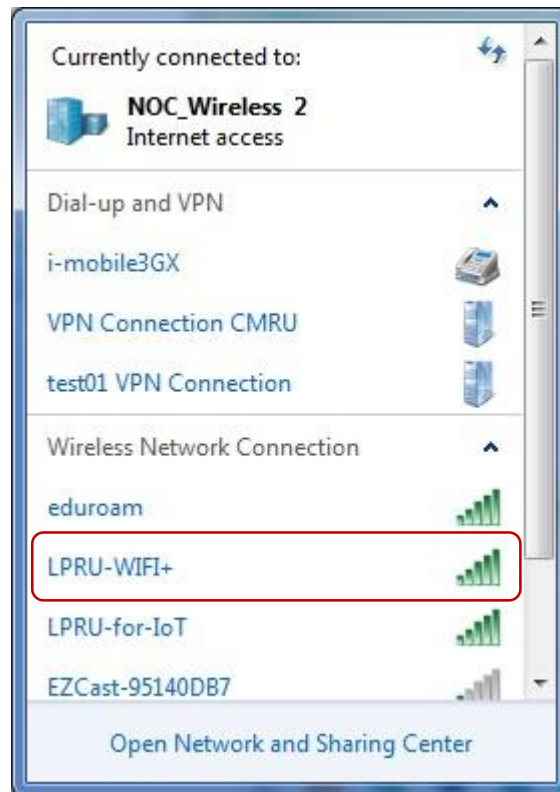 Currently connected to:
NOC_Wireless 2
Internet access
Dial-up and VPN
i-mobile3GX
VPN Connection CMRU
test01 VPN Connection
Wireless Network Connection
eduroam
LPRU-WIFI+
LPRU-for-IoT
EZCast-95140DB7
Open Network and Sharing Center